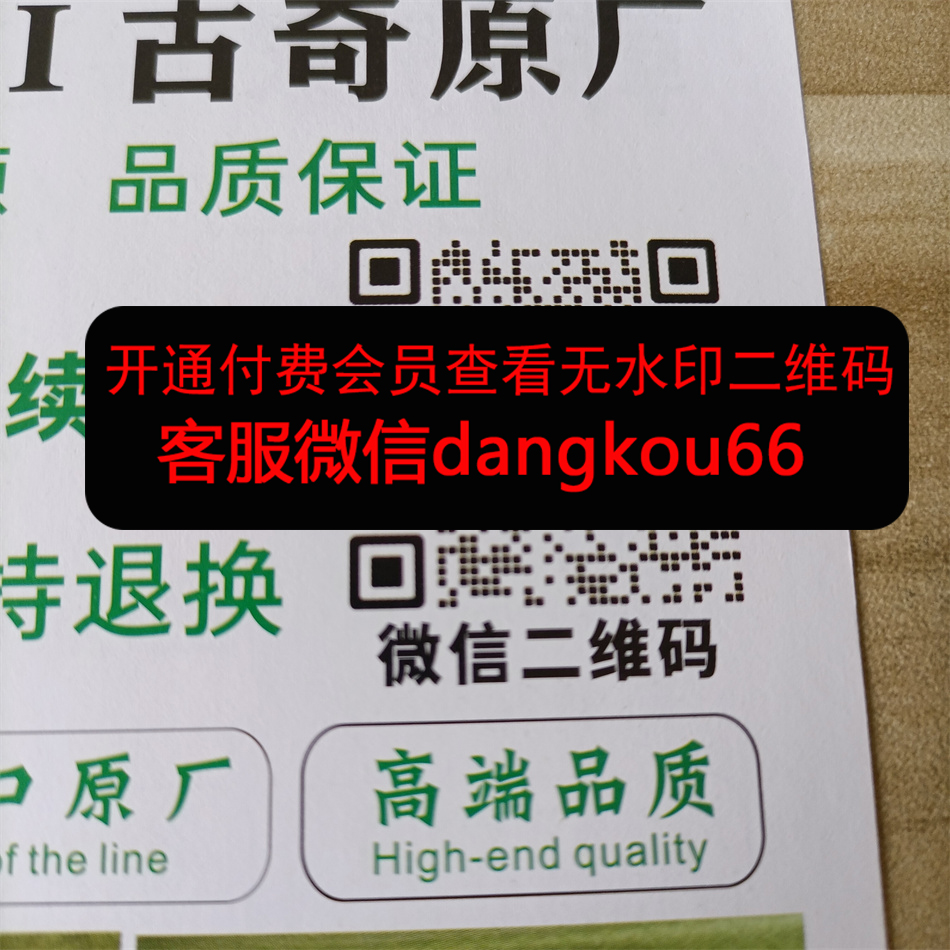 I 古奇原厂
品质保证
续
开通付费会员查看无水印二维码
客服微信dangkou66
持退换
微信二维码
口原厂
高端品质
of the line
High-end quality